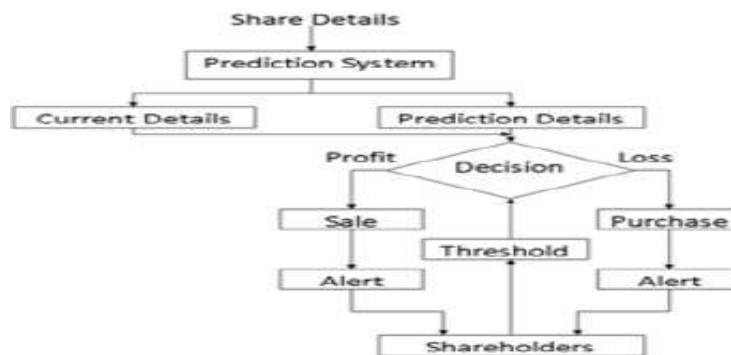 Share Details
Prediction System
Current Details
Prediction Details
Profit
Decision
Loss
Sale
Purchase
Threshold
Alert
Alert
Shareholders